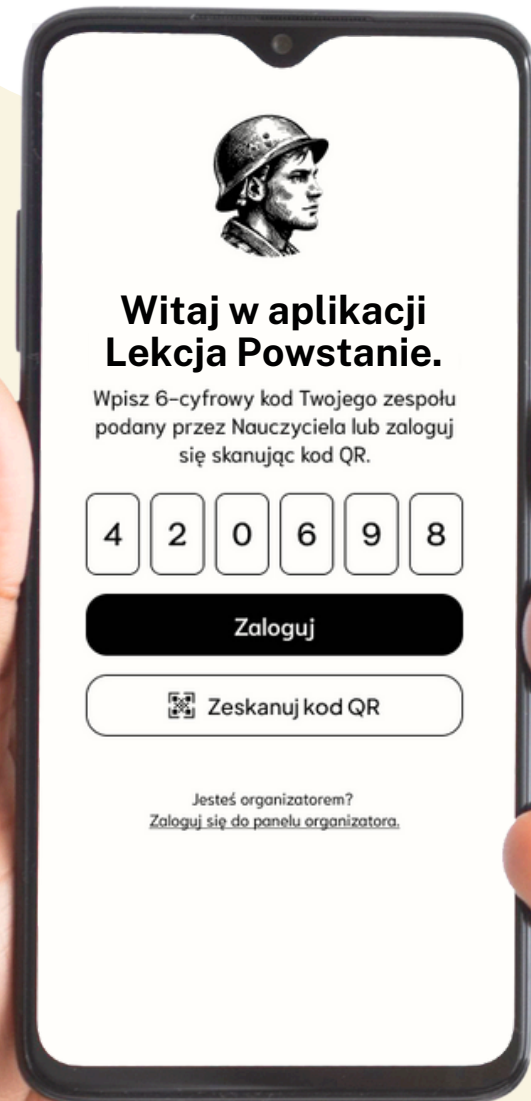 Witaj w aplikacji
Lekcja Powstanie.
Wpisz 6-cyfrowy kod Twojego zespołu
podany przez Nauczyciela lub zaloguj
się skanując kod QR.
4 2 0 6 9 8
Zaloguj
Zeskanuj kod QR
Jesteś organizatorem?
Zaloguj się do panelu organizatora.